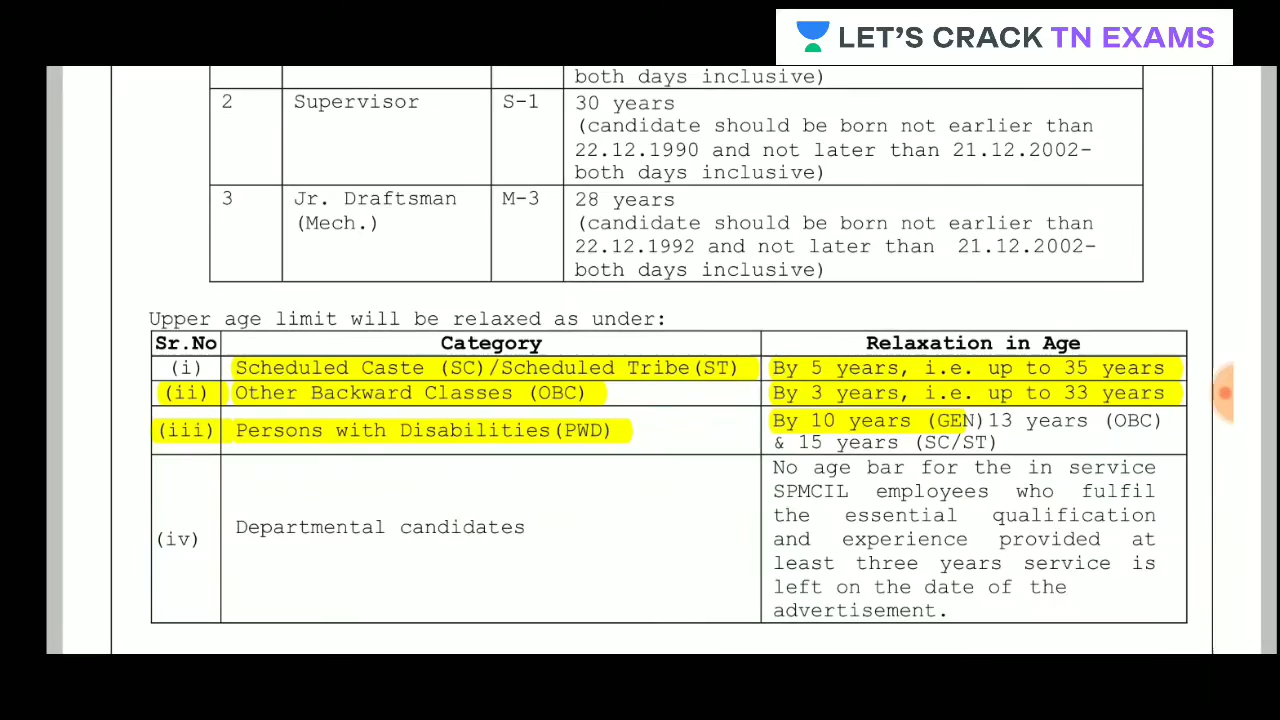 LET'S CRACK TN EXAMS
both days inclusive)
2 Supervisor S-1 30 years
(candidate should be born not earlier than
22.12.1990 and not later than 21.12.2002-
both days inclusive)
3 Jr. Draftsman M-3 28 years
(Mech.) (candidate should be born not earlier than
22.12.1992 and not later than 21.12.2002-
both days inclusive)
Upper age limit will be relaxed as under:
Sr.No Category Relaxation in Age
(i) Scheduled Caste (SC)/Scheduled Tribe(ST) By 5 years, i.e. up to 35 years
(ii) Other Backward Classes (OBC) By 3 years, i.e. up to 33 years
(iii) Persons with Disabilities(PWD) By 10 years (GEN)13 years (OBC)
& 15 years (SC/ST)
(iv) Departmental candidates No age bar for the in service
SPMCIL employees who fulfil
the essential qualification
and experience provided at
least three years service is
left on the date of the
advertisement.